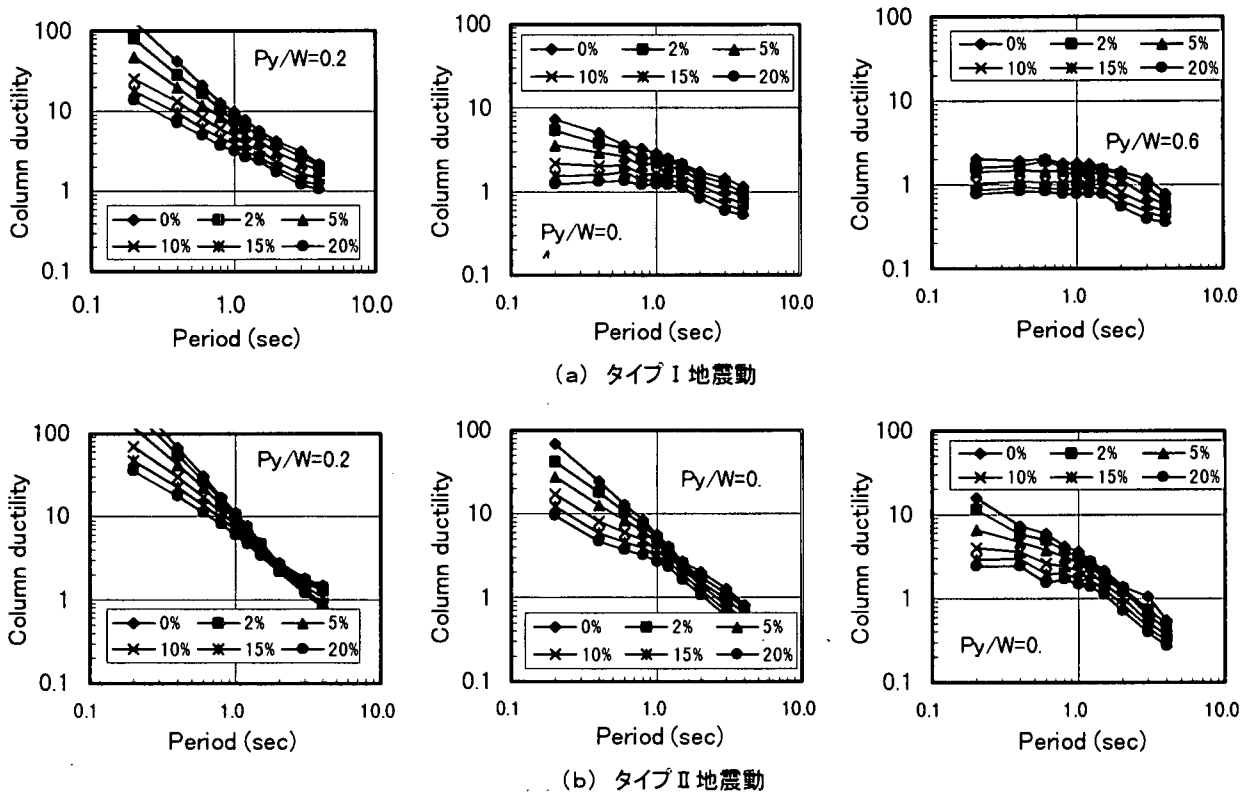 Column ductility
100
10
1
0.1
Py/W=0.2
0% 2% 5%
10% 15% 20%
0.1 1.0 10.0
Period (sec)
Column ductility
100
10
1
0.1
0% 2% 5%
10% 15% 20%
Py/W=0.
0.1 1.0 10.0
Period (sec)
Column ductility
100
10
1
0.1
0% 2% 5%
10% 15% 20%
Py/W=0.6
0.1 1.0 10.0
Period (sec)
(a) タイプⅠ地震動
Column ductility
100
10
1
0.1
Py/W=0.2
0% 2% 5%
10% 15% 20%
0.1 1.0 10.0
Period (sec)
Column ductility
100
10
1
0.1
Py/W=0.
0% 2% 5%
10% 15% 20%
0.1 1.0 10.0
Period (sec)
Column ductility
100
10
1
0.1
0% 2% 5%
10% 15% 20%
Py/W=0.
0.1 1.0 10.0
Period (sec)
(b) タイプⅡ地震動